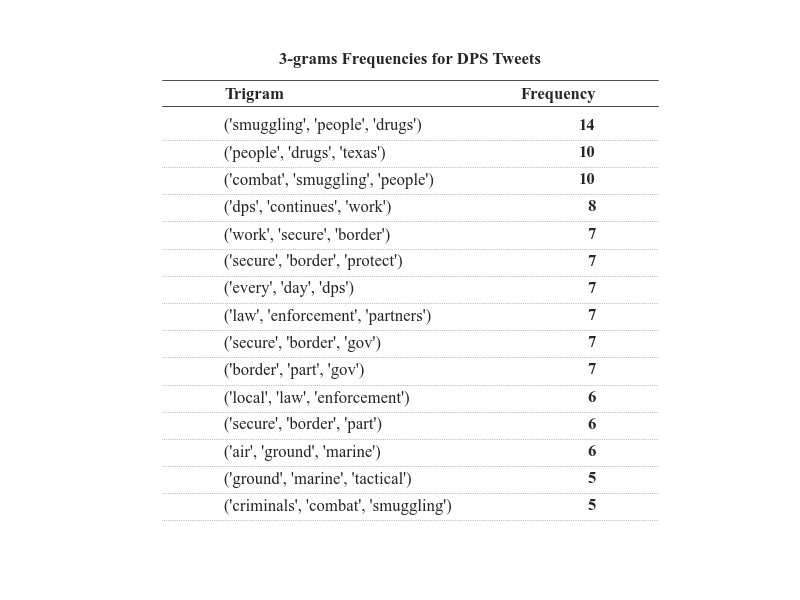 3-grams Frequencies for DPS Tweets
Trigram Frequency
('smuggling', 'people', 'drugs') 14
('people', 'drugs', 'texas') 10
('combat', 'smuggling', 'people') 10
('dps', 'continues', 'work') 8
('work', 'secure', 'border') 7
('secure', 'border', 'protect') 7
('every', 'day', 'dps') 7
('law', 'enforcement', 'partners') 7
('secure', 'border', 'gov') 7
('border', 'part', 'gov') 7
('local', 'law', 'enforcement') 6
('secure', 'border', 'part') 6
('air', 'ground', 'marine') 6
('ground', 'marine', 'tactical') 5
('criminals', 'combat', 'smuggling') 5